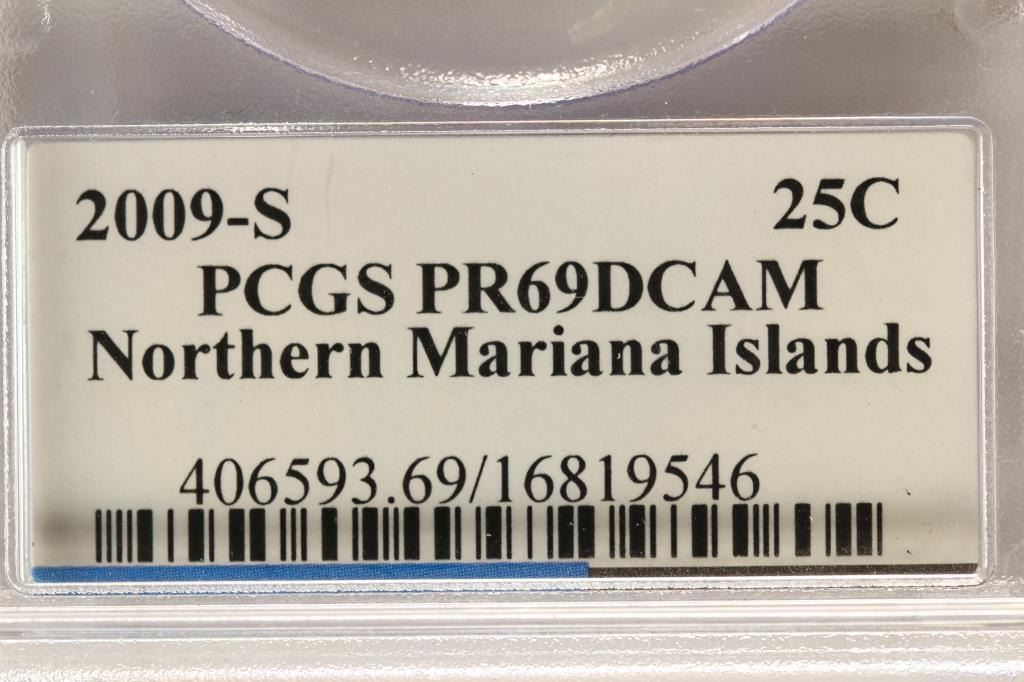 2009-S 25C
PCGS PR69DCAM
Northern Mariana Islands
406593.69/16819546